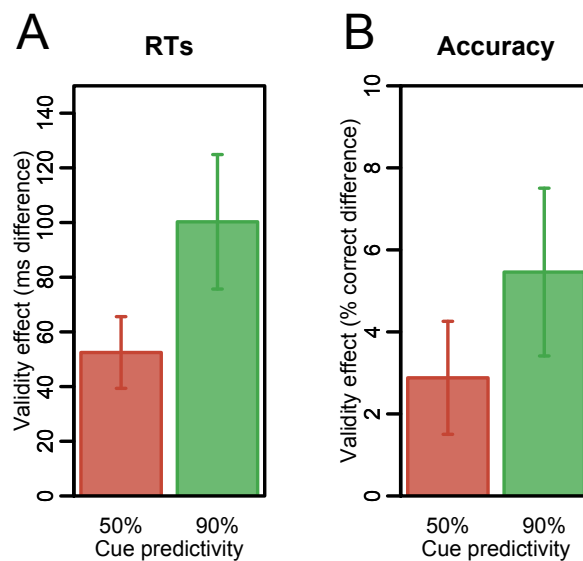 A
RTs
Validity effect (ms difference)
0 20 40 60 80 100 120 140
50% 90%
Cue predictivity
B
Accuracy
Validity effect (% correct difference)
0 2 4 6 8 10
50% 90%
Cue predictivity